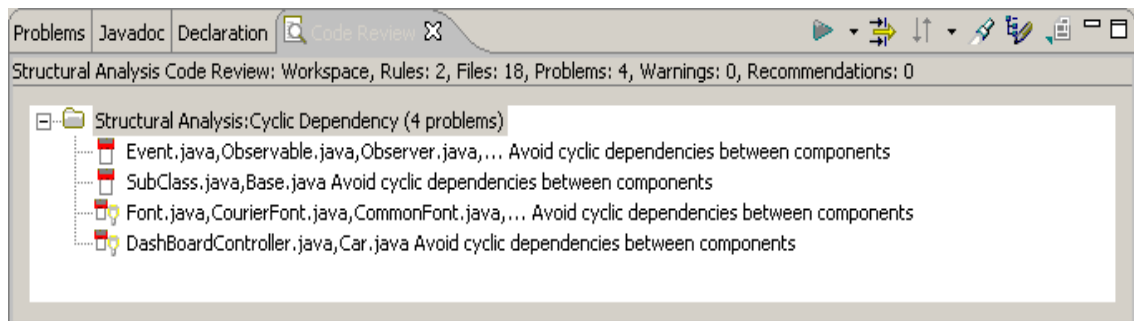 Problems Javadoc Declaration Code Review
Structural Analysis Code Review: Workspace, Rules: 2, Files: 18, Problems: 4, Warnings: 0, Recommendations: 0
Structural Analysis:Cyclic Dependency (4 problems)
Event.java,Observable.java,Observer.java,... Avoid cyclic dependencies between components
SubClass.java,Base.java Avoid cyclic dependencies between components
Font.java,CourierFont.java,CommonFont.java,... Avoid cyclic dependencies between components
DashBoardController.java,Car.java Avoid cyclic dependencies between components